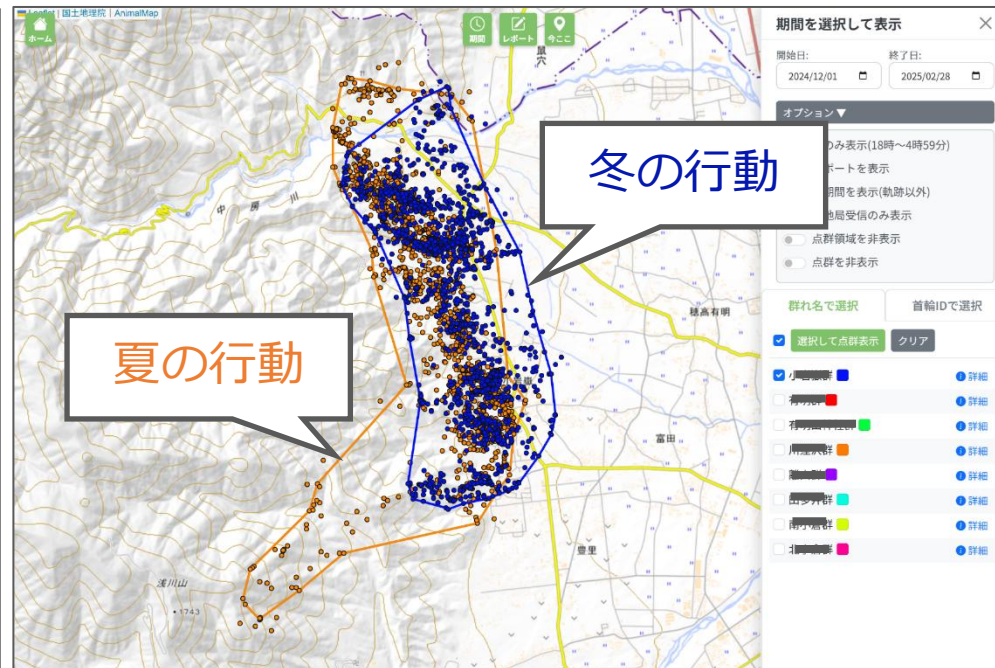 Leaflet | 国土地理院 | AnimalMap
ホーム
期間
レポート
今ここ
鼠穴
期間を選択して表示
開始日:
終了日:
2024/12/01
2025/02/28
オプション▼
のみ表示(18時～4時59分)
ポートを表示
期間を表示(軌跡以外)
地局受信のみ表示
点群領域を非表示
点群を非表示
冬の行動
夏の行動
中房川
穂高有明
富田
豊里
浅川山
1743
群れ名で選択
首輪IDで選択
選択して点群表示
クリア
詳細
詳細
詳細
詳細
詳細
詳細
詳細
詳細